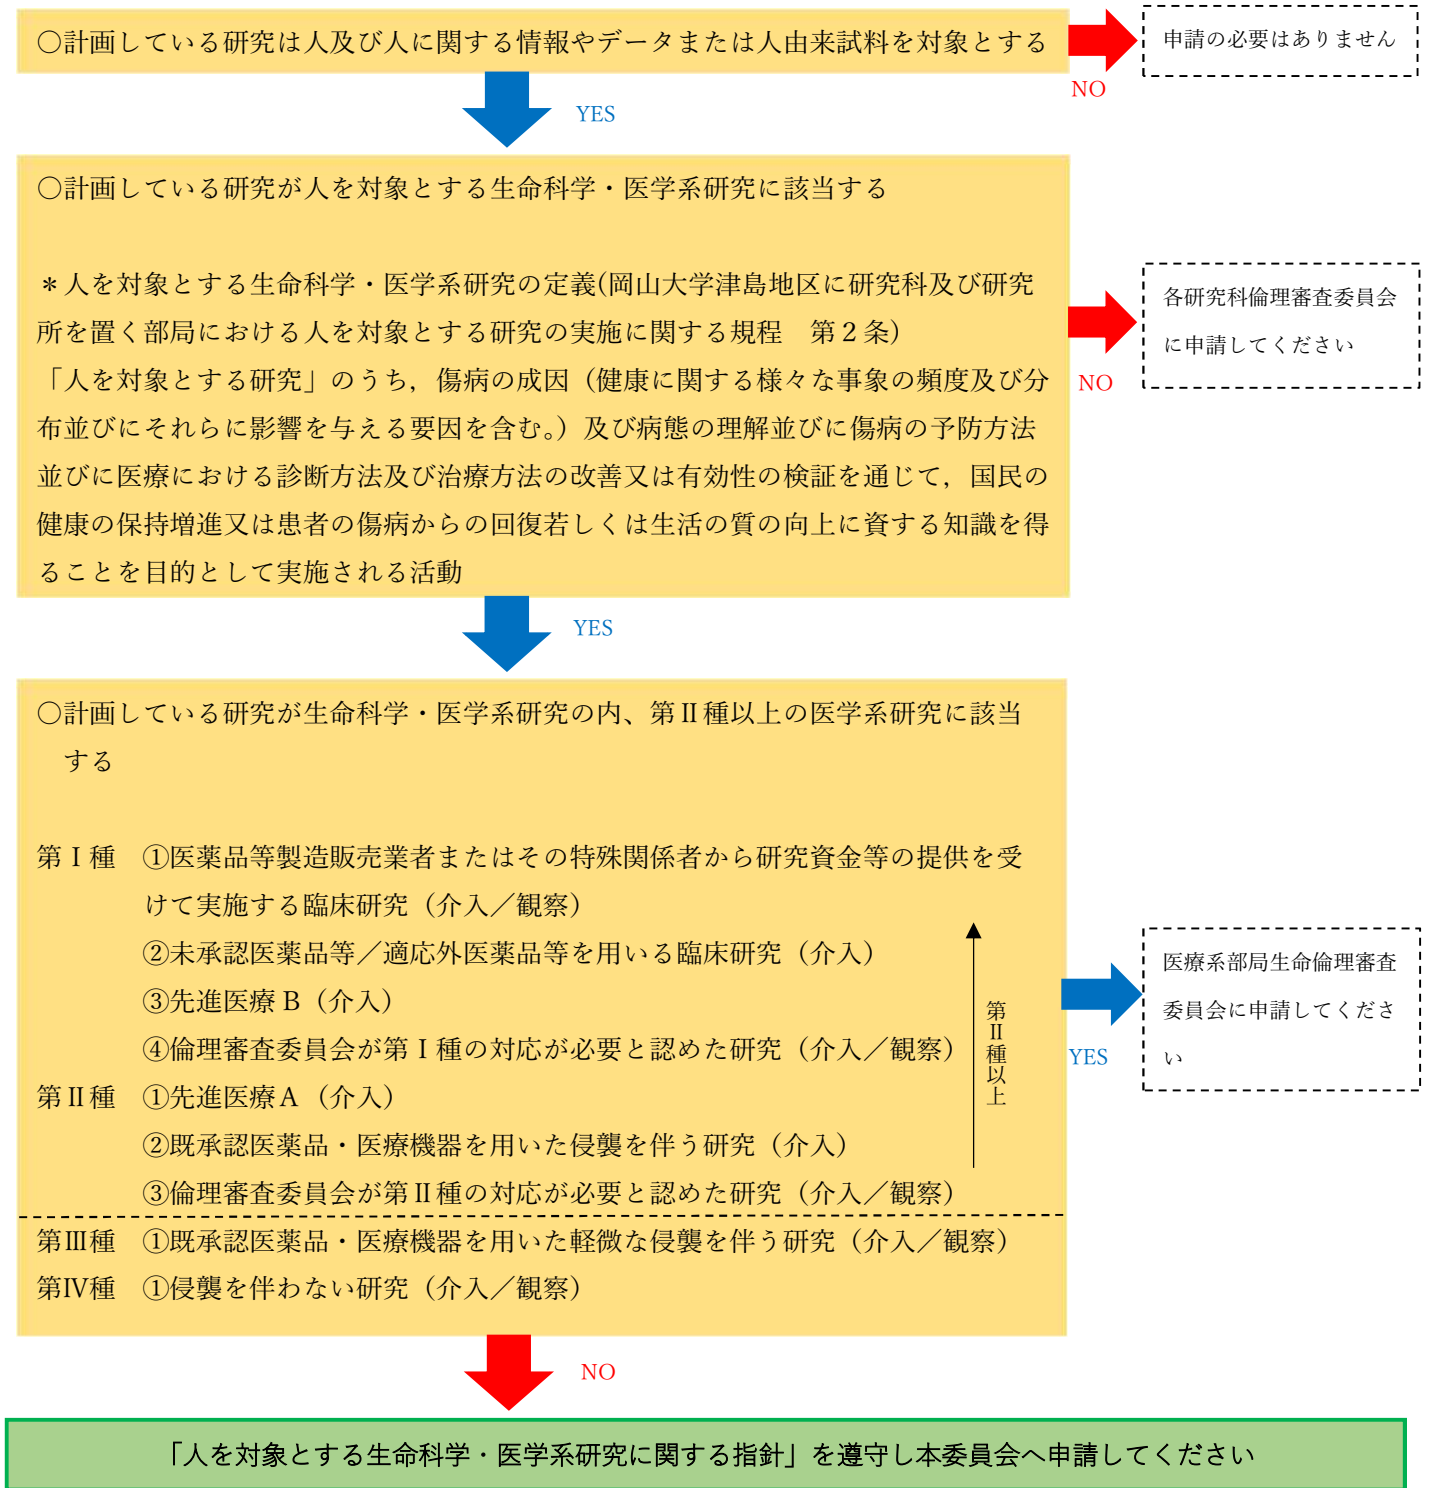 〇計画している研究は人及び人に関する情報やデータまたは人由来試料を対象とする
申請の必要はありません
NO
YES
〇計画している研究が人を対象とする生命科学・医学系研究に該当する
＊人を対象とする生命科学・医学系研究の定義(岡山大学津島地区に研究科及び研究
所を置く部局における人を対象とする研究の実施に関する規程　第２条)
「人を対象とする研究」のうち，傷病の成因（健康に関する様々な事象の頻度及び分
布並びにそれらに影響を与える要因を含む。）及び病態の理解並びに傷病の予防方法
並びに医療における診断方法及び治療方法の改善又は有効性の検証を通じて，国民の
健康の保持増進又は患者の傷病からの回復若しくは生活の質の向上に資する知識を得
ることを目的として実施される活動
各研究科倫理審査委員会
に申請してください
NO
YES
〇計画している研究が生命科学・医学系研究の内、第Ⅱ種以上の医学系研究に該当
する
第Ⅰ種　①医薬品等製造販売業者またはその特殊関係者から研究資金等の提供を受
けて実施する臨床研究（介入／観察）
②未承認医薬品等／適応外医薬品等を用いる臨床研究（介入）
③先進医療Ｂ（介入）
④倫理審査委員会が第Ⅰ種の対応が必要と認めた研究（介入／観察）
第Ⅱ種　①先進医療Ａ（介入）
②既承認医薬品・医療機器を用いた侵襲を伴う研究（介入）
③倫理審査委員会が第Ⅱ種の対応が必要と認めた研究（介入／観察）
第Ⅲ種　①既承認医薬品・医療機器を用いた軽微な侵襲を伴う研究（介入／観察）
第Ⅳ種　①侵襲を伴わない研究（介入／観察）
第Ⅱ種以上
YES
医療系部局生命倫理審査
委員会に申請してくださ
い
NO
「人を対象とする生命科学・医学系研究に関する指針」を遵守し本委員会へ申請してください